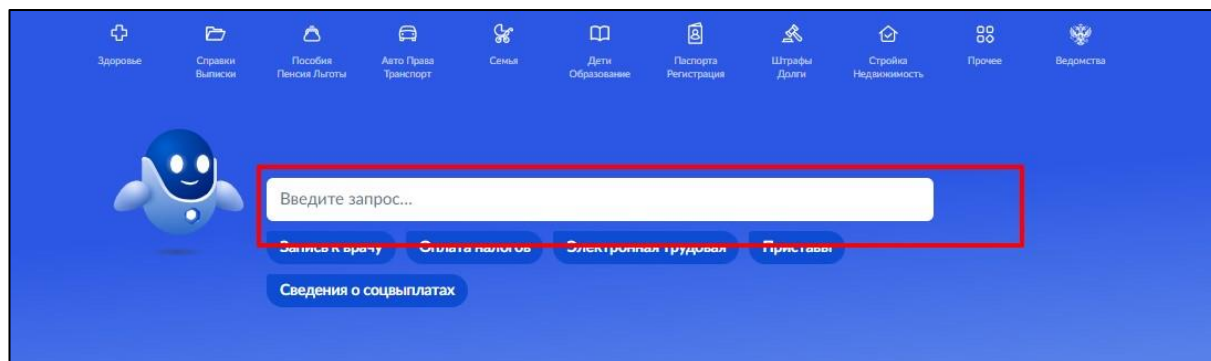 Здоровье
Справки
Выписки
Пособия
Пенсия Льготы
Авто Права
Транспорт
Семья
Дети
Образование
Паспорта
Регистрация
Штрафы
Долги
Стройка
Недвижимость
Прочее
Ведомства
Введите запрос...
Запись к врачу
Оплата налогов
Электронная трудовая
Приставы
Сведения о соцвыплатах